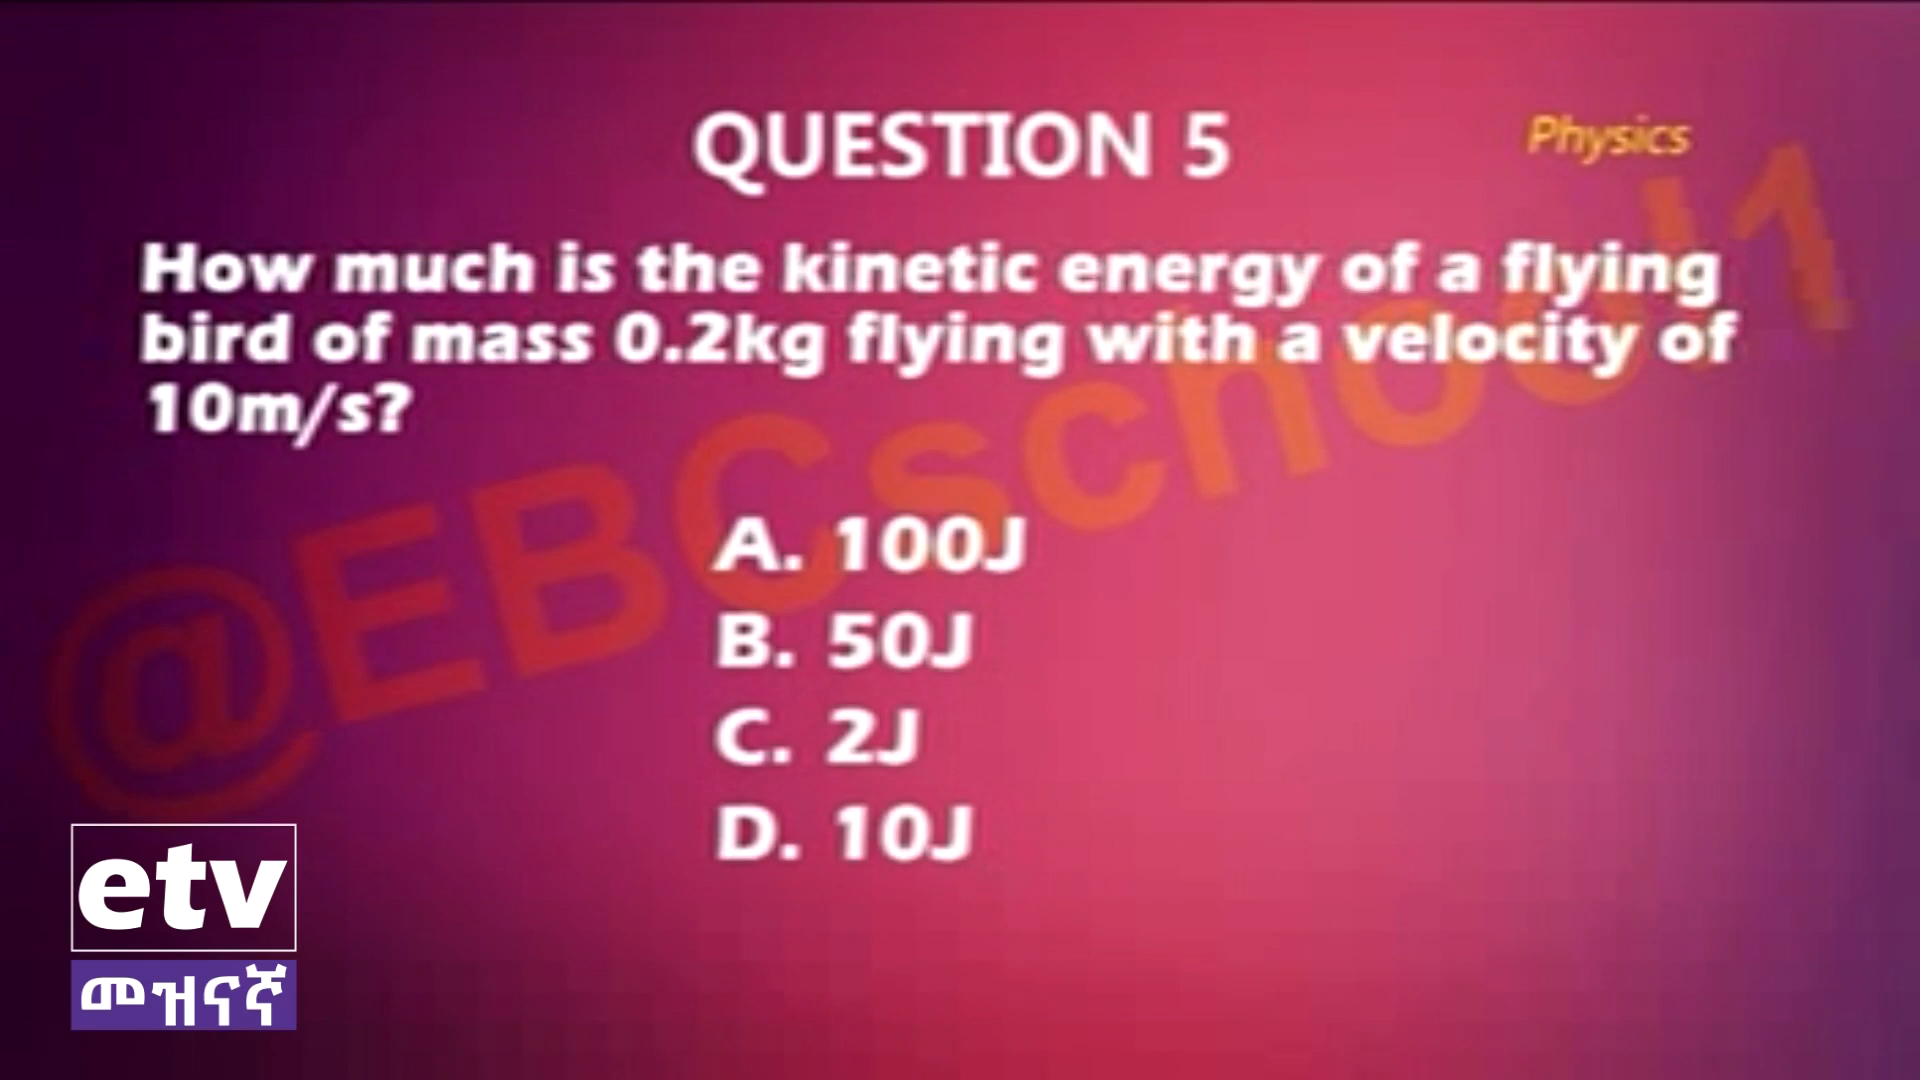 QUESTION 5
Physics
How much is the kinetic energy of a flying
bird of mass 0.2kg flying with a velocity of
10m/s?
@EBCschool1
A. 100J
B. 50J
C. 2J
D. 10J
etv
መዝናኛ